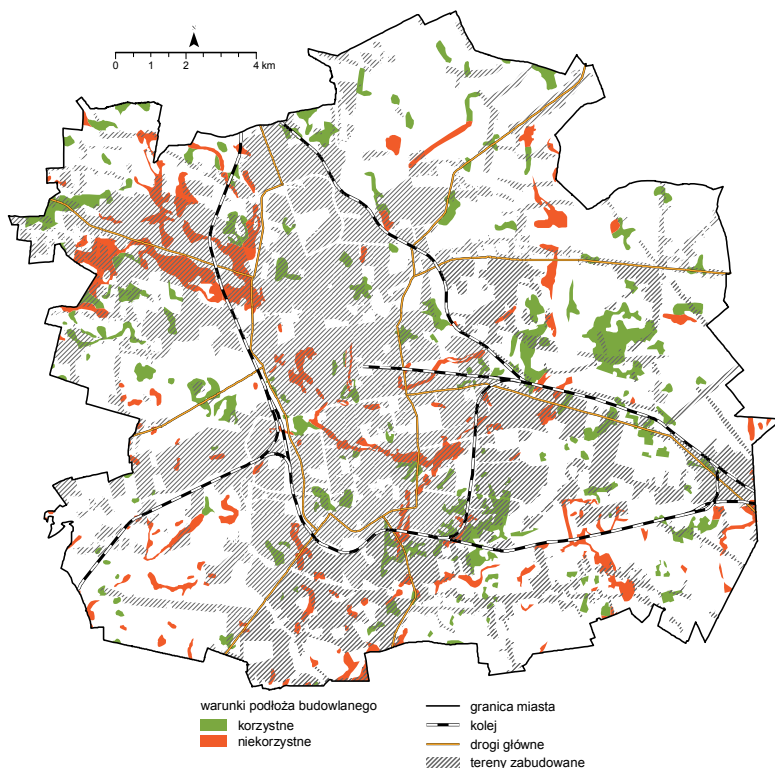 N
0 1 2 4 km
warunki podłoża budowlanego
korzystne
niekorzystne
granica miasta
kolej
drogi główne
tereny zabudowane